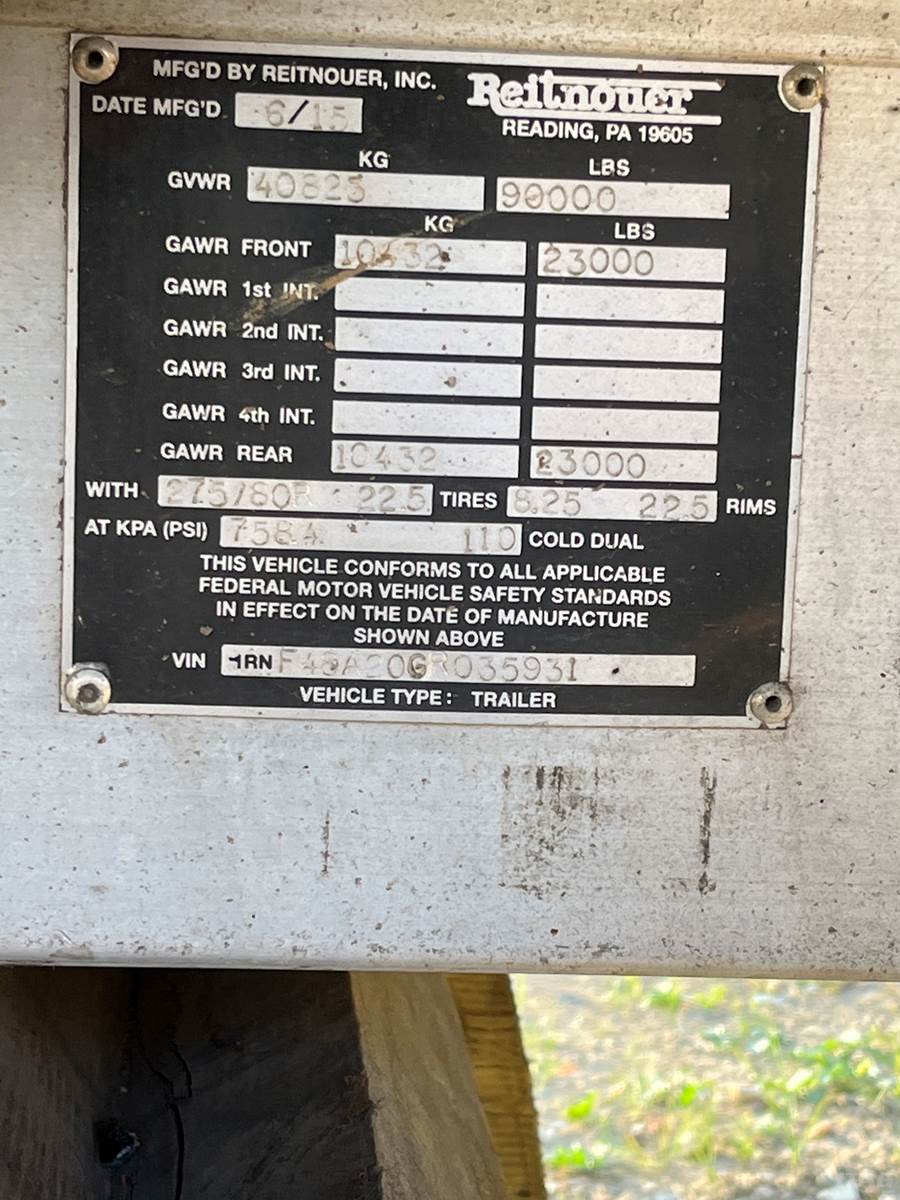 MFG'D BY REITNOUER, INC.
Reitnouer
DATE MFG'D 6/15
READING, PA 19605
KG LBS
GVWR 40823 90000
KG LBS
GAWR FRONT 10432 23000
GAWR 1st INT.
GAWR 2nd INT.
GAWR 3rd INT.
GAWR 4th INT.
GAWR REAR 10432 23000
WITH 275/80R 22.5 TIRES 8.25 22.5 RIMS
AT KPA (PSI) 758.4 110 COLD DUAL
THIS VEHICLE CONFORMS TO ALL APPLICABLE
FEDERAL MOTOR VEHICLE SAFETY STANDARDS
IN EFFECT ON THE DATE OF MANUFACTURE
SHOWN ABOVE
VIN 1RNF48A20GR035931
VEHICLE TYPE: TRAILER